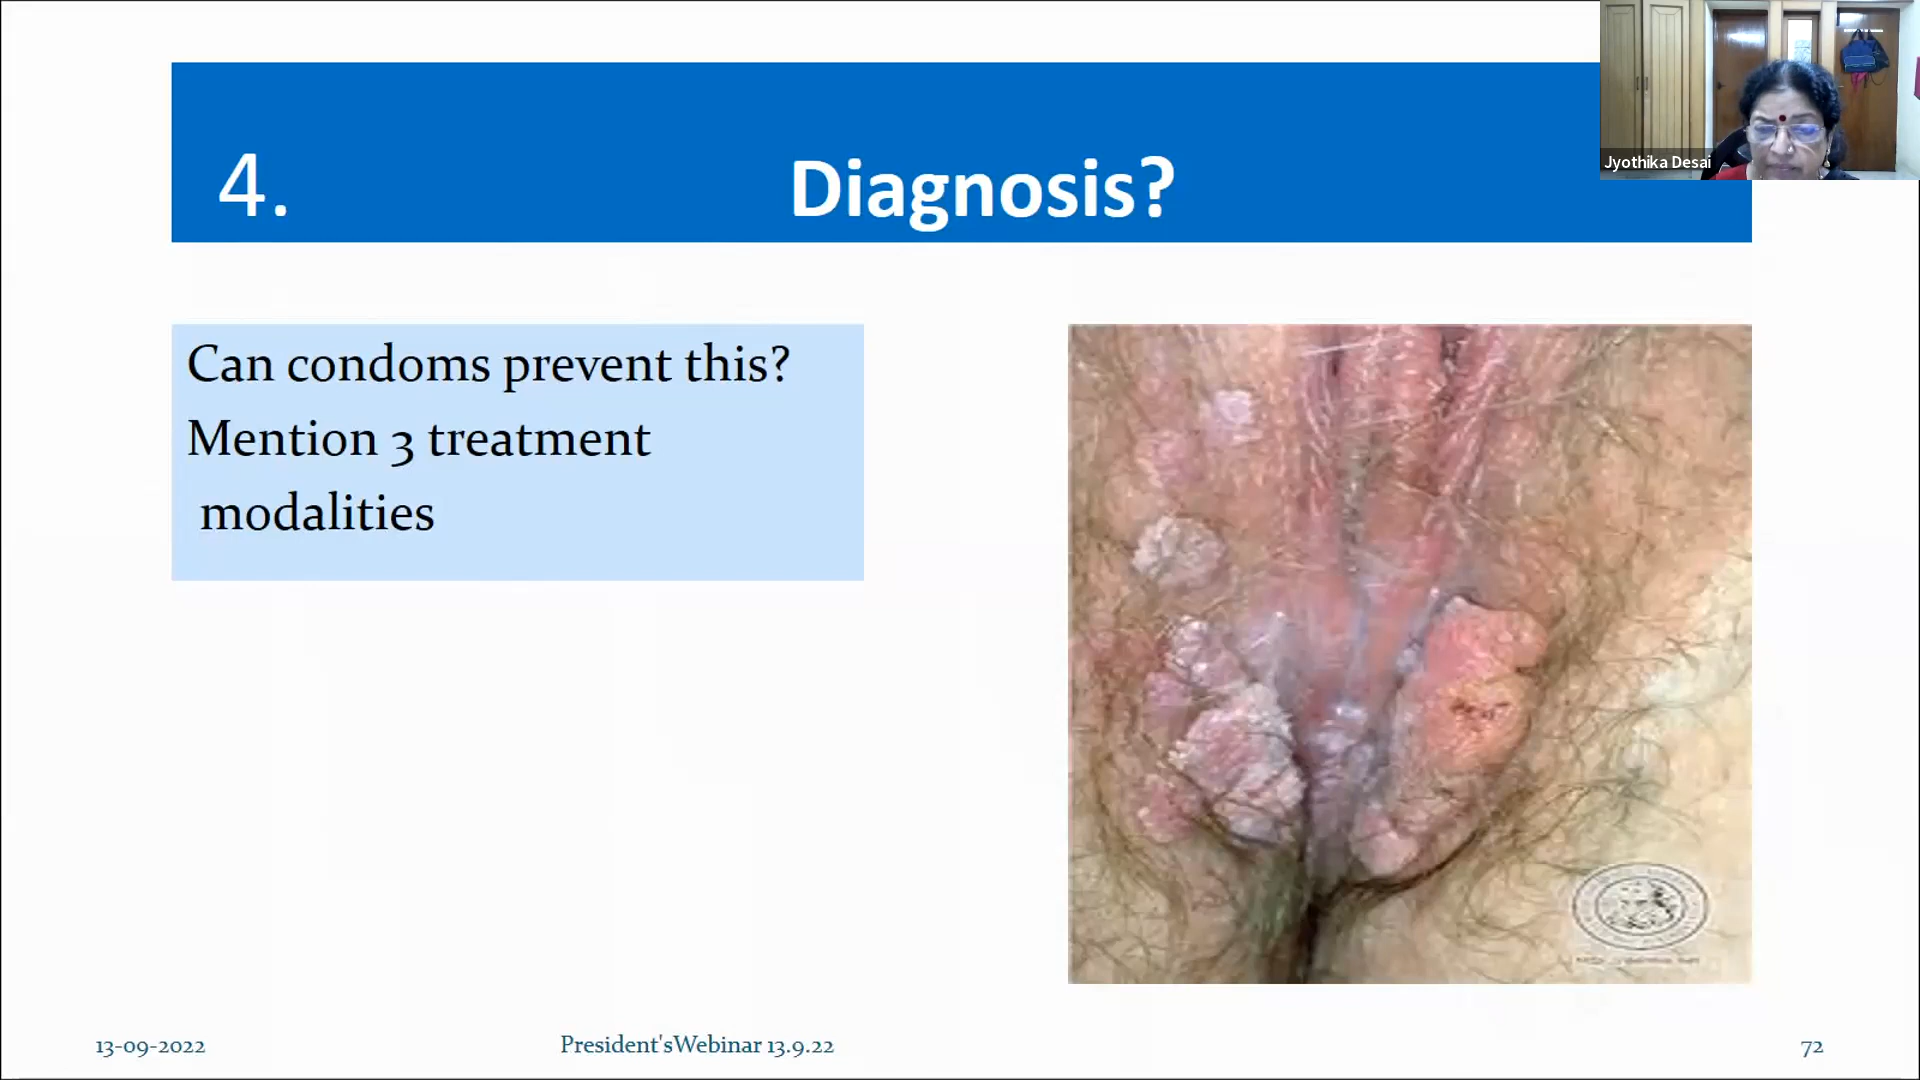 4. Diagnosis?
Jyothika Desai
Can condoms prevent this?
Mention 3 treatment
modalities
13-09-2022 President'sWebinar 13.9.22 72